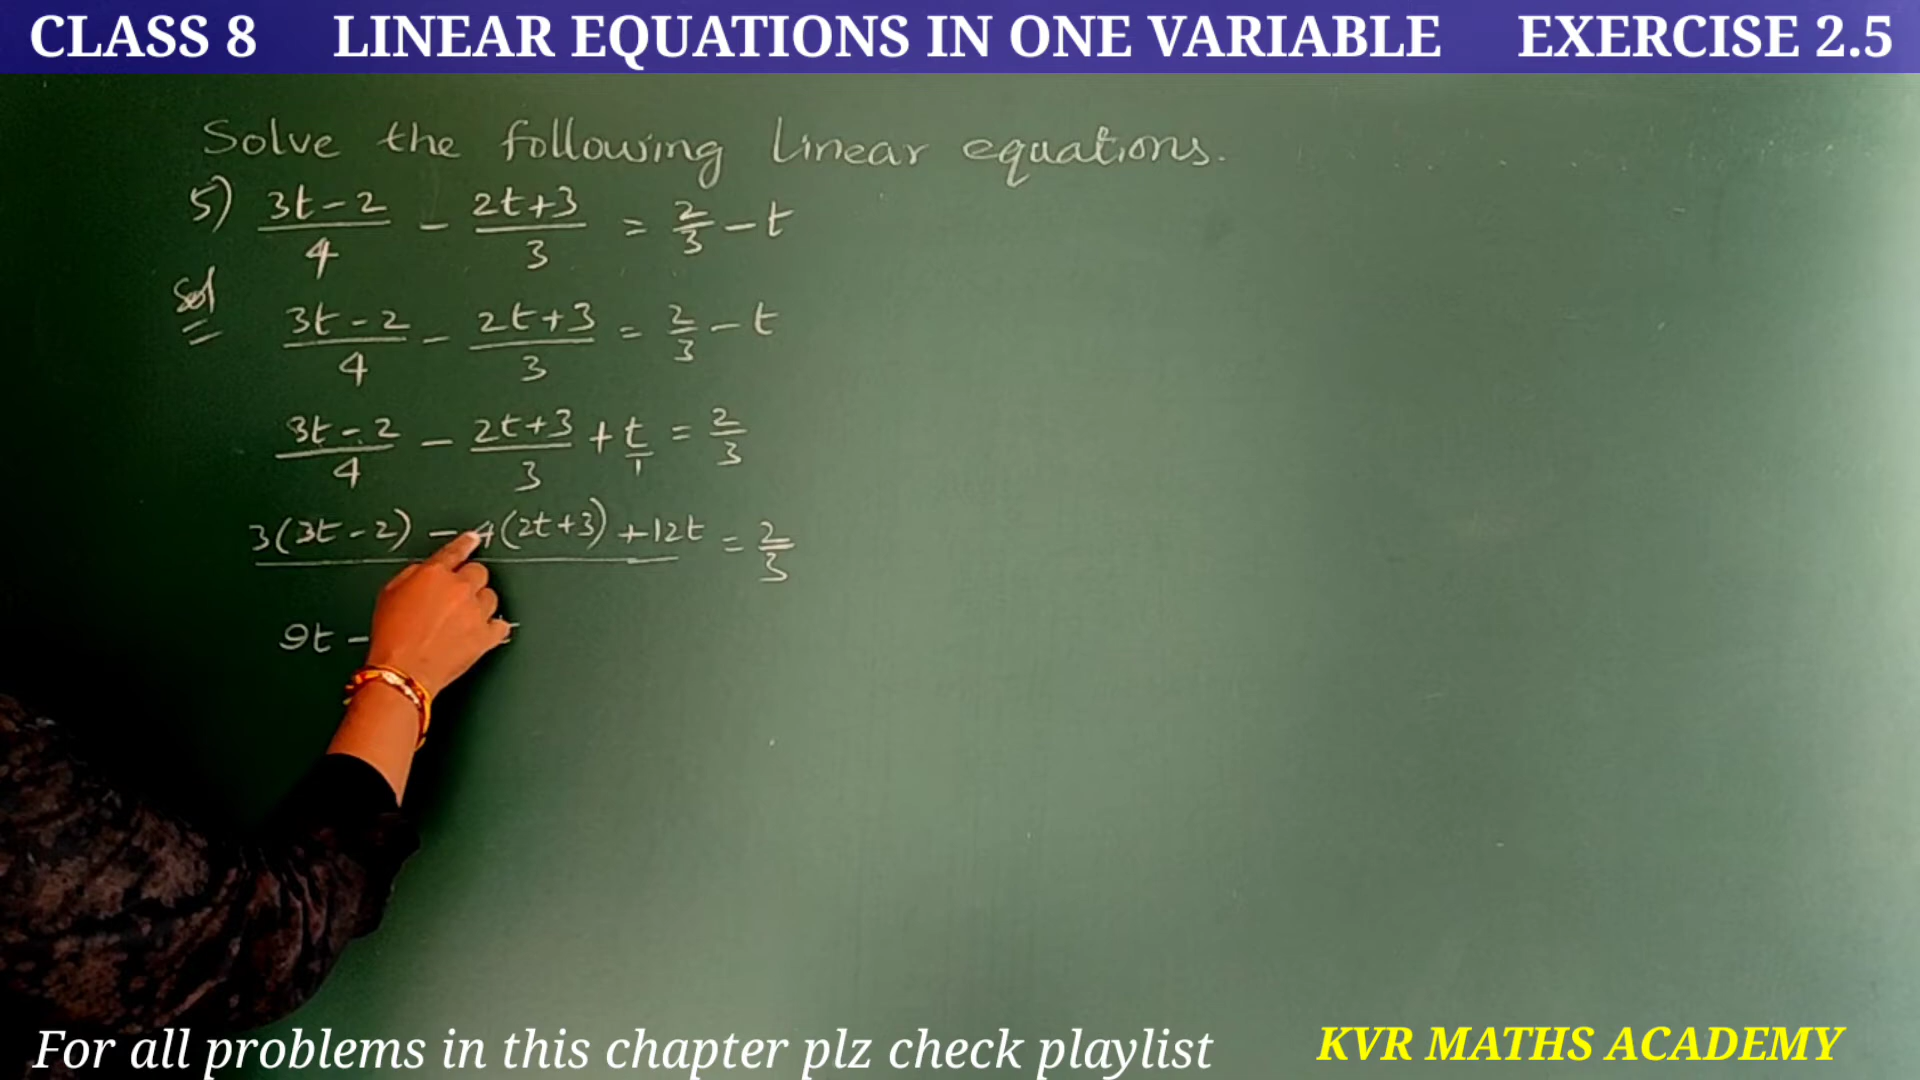 CLASS 8 LINEAR EQUATIONS IN ONE VARIABLE EXERCISE 2.5
Solve the following Linear equations.
5) (3t-2)/4 - (2t+3)/3 = 2/3 - t
Sol
(3t-2)/4 - (2t+3)/3 = 2/3 - t
(3t-2)/4 - (2t+3)/3 + t/1 = 2/3
3(3t-2) - 4(2t+3) + 12t = 2/3
9t -
For all problems in this chapter plz check playlist
KVR MATHS ACADEMY